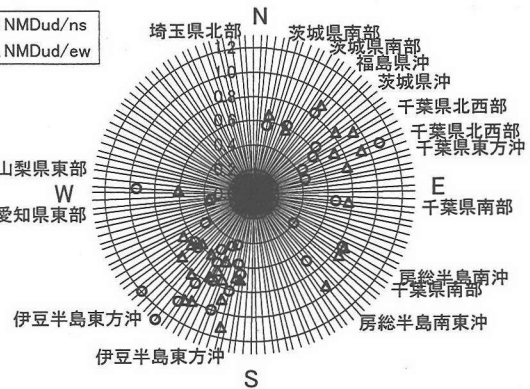 NMDud/ns
NMDud/ew
N
埼玉県北部
茨城県南部
茨城県南部
福島県沖
茨城県沖
千葉県北西部
千葉県北西部
千葉県東方沖
1.2
1.0
0.8
0.6
0.4
0.2
0.0
山梨県東部
W
E
愛知県東部
千葉県南部
房総半島南沖
千葉県南部
房総半島南東沖
伊豆半島東方沖
伊豆半島東方沖
S